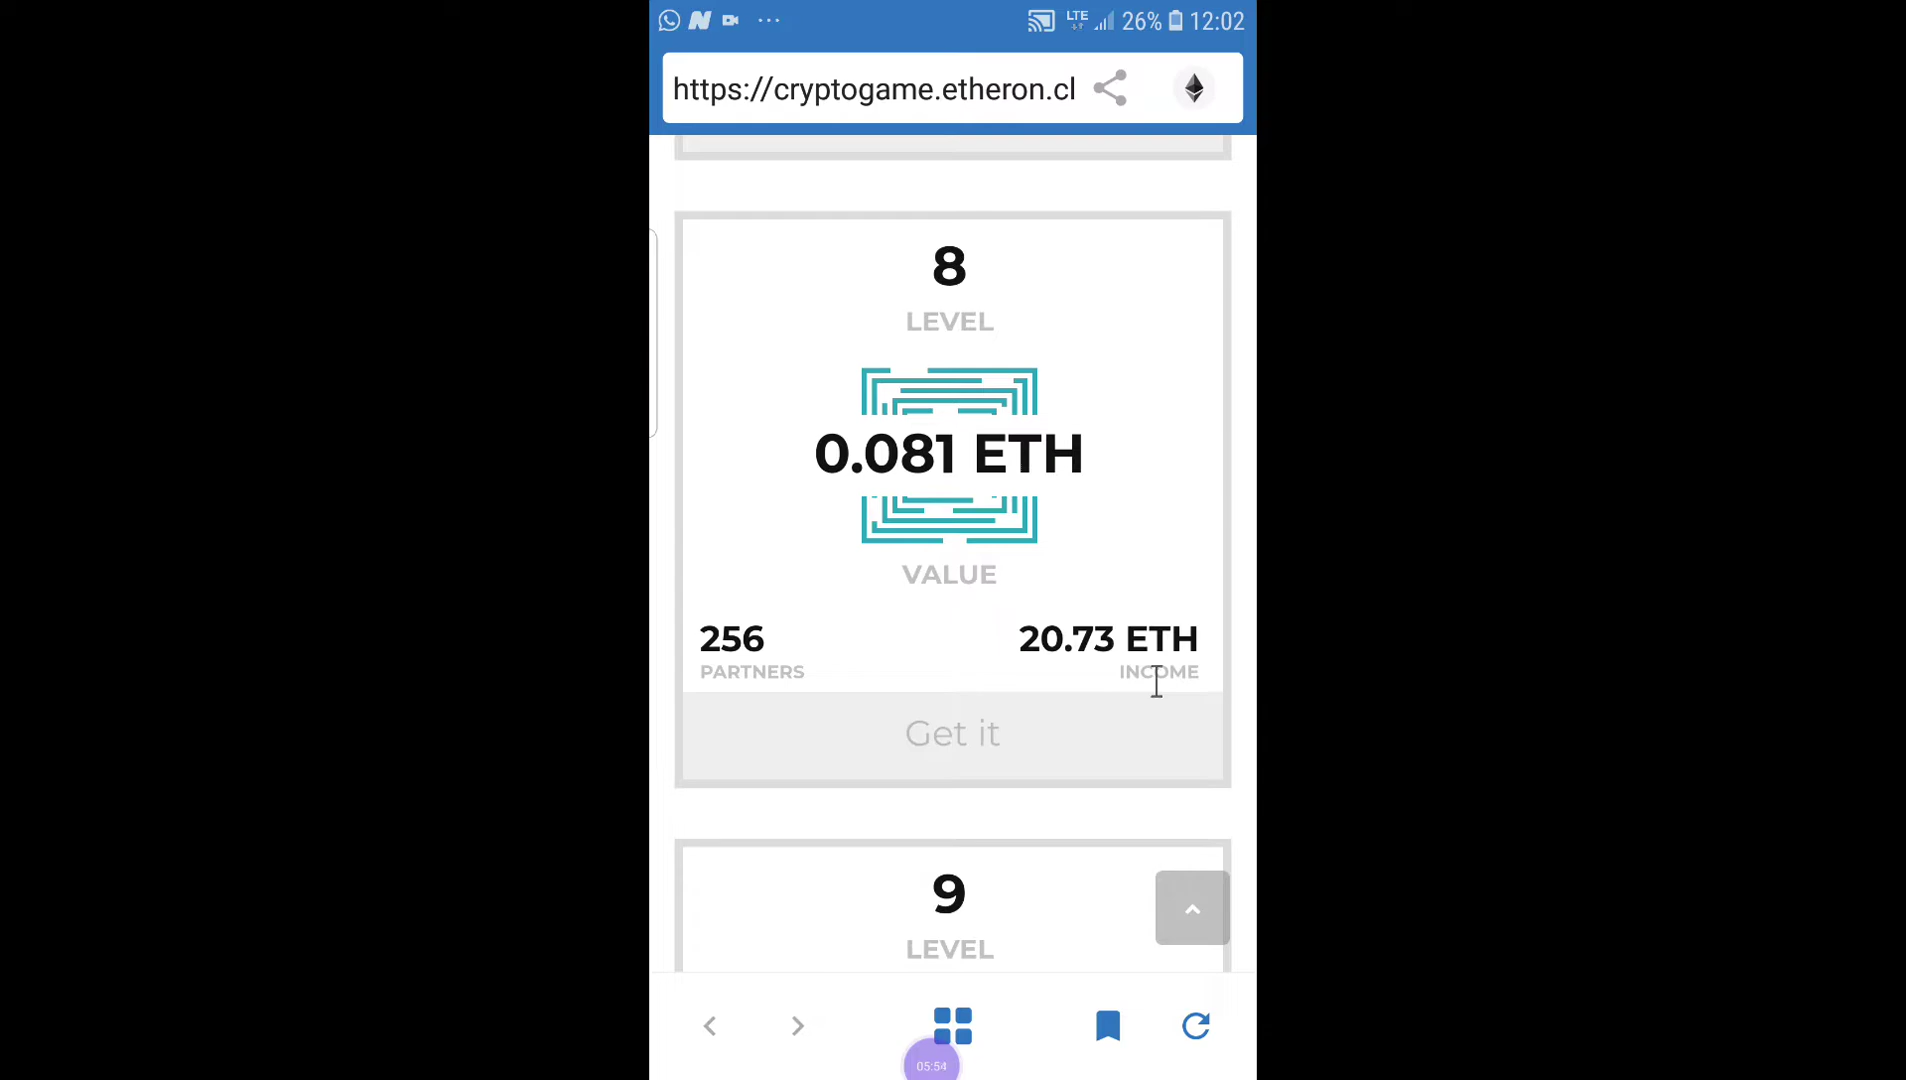 LTE 26% 12:02
https://cryptogame.etheron.cl
8
LEVEL
0.081 ETH
VALUE
256 20.73 ETH
PARTNERS INCOME
Get it
9
LEVEL
05:54